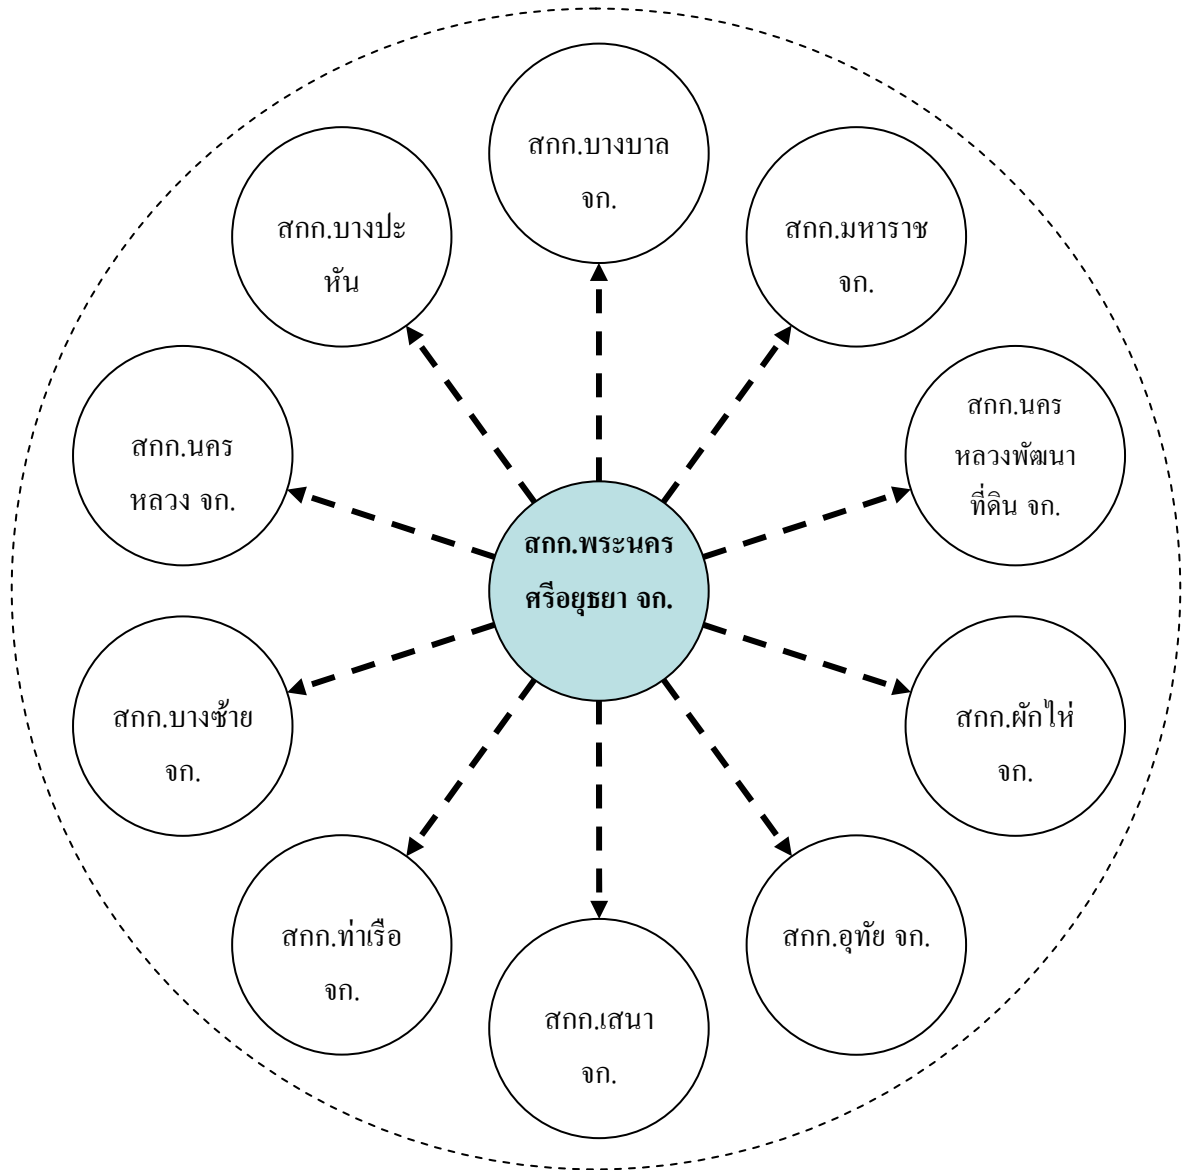 สกก.บางบาล
จก.
สกก.บางปะ
หัน
สกก.มหาราช
จก.
สกก.นคร
หลวง จก.
สกก.นคร
หลวงพัฒนา
ที่ดิน จก.
สกก.พระนคร
ศรีอยุธยา จก.
สกก.บางซ้าย
จก.
สกก.ผักไห่
จก.
สกก.ท่าเรือ
จก.
สกก.อุทัย จก.
สกก.เสนา
จก.